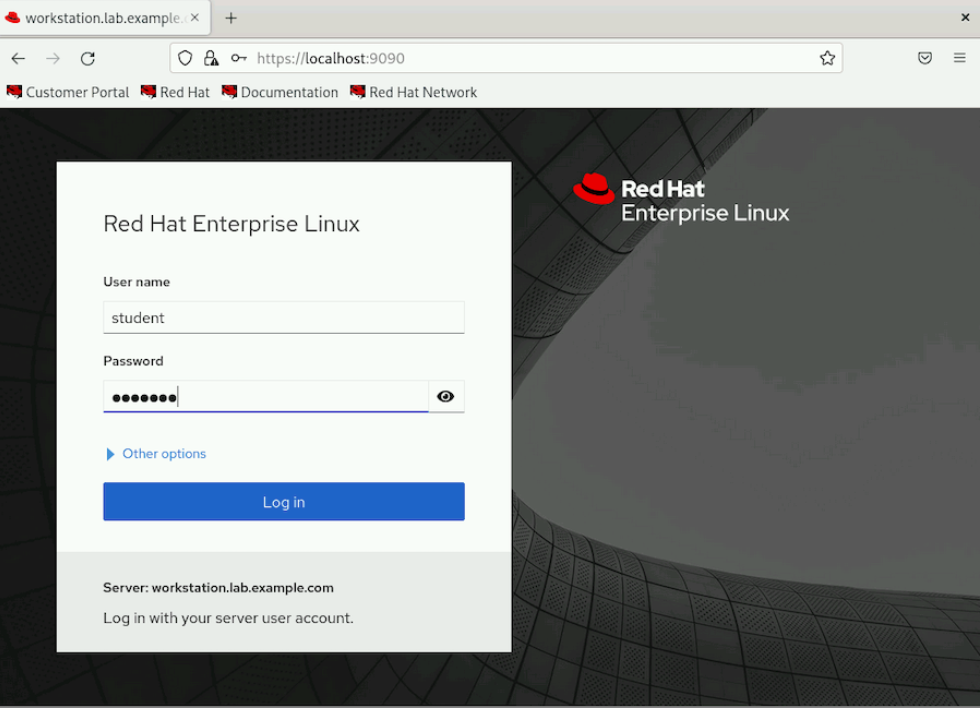 workstation.lab.example.
https://localhost:9090
Customer Portal Red Hat Documentation Red Hat Network
Red Hat Enterprise Linux
User name
student
Password
Other options
Log in
Server: workstation.lab.example.com
Log in with your server user account.
Red Hat
Enterprise Linux